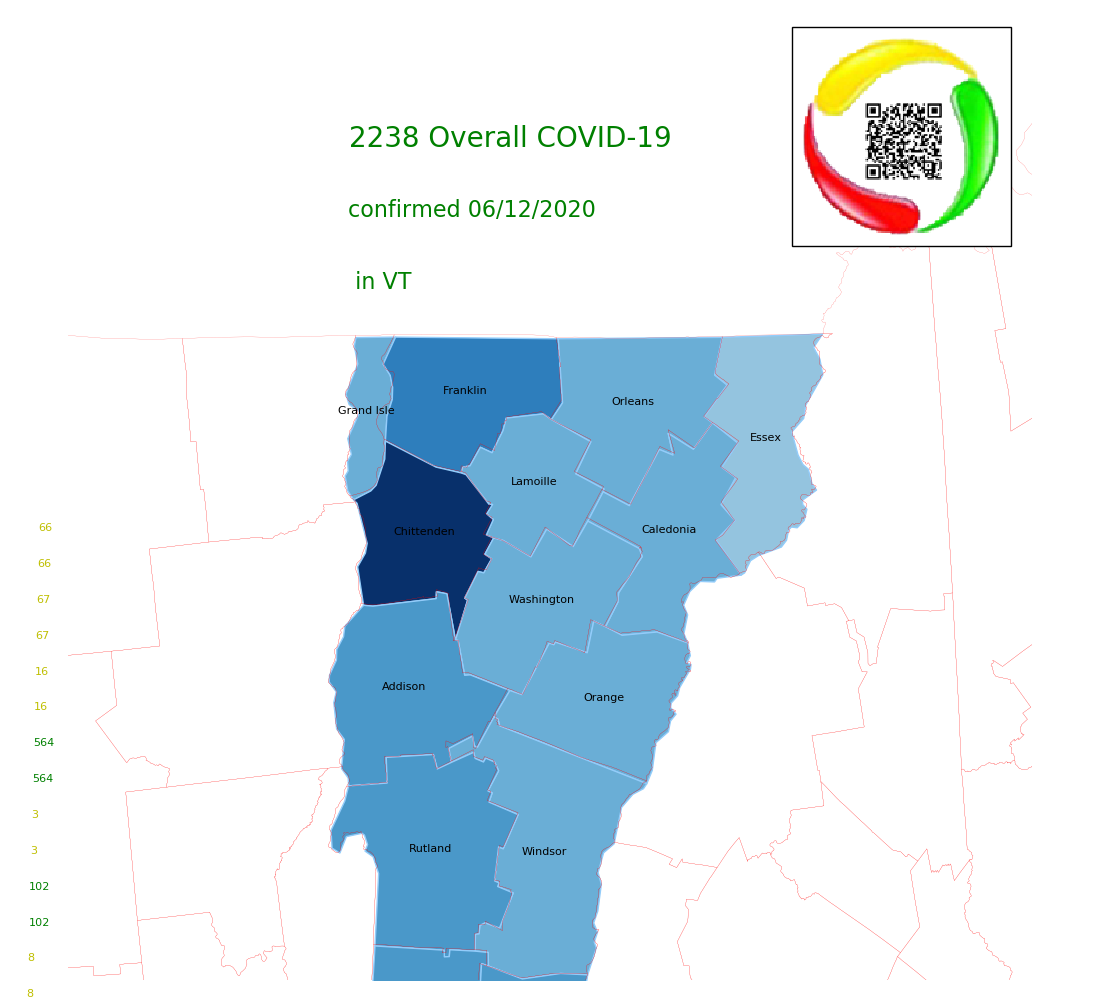 2238 Overall COVID-19
confirmed 06/12/2020
in VT
Franklin
Orleans
Grand Isle
Essex
Lamoille
66
Caledonia
Chittenden
66
67
Washington
67
16
Addison
Orange
16
564
564
3
Rutland
3
Windsor
102
102
8
8